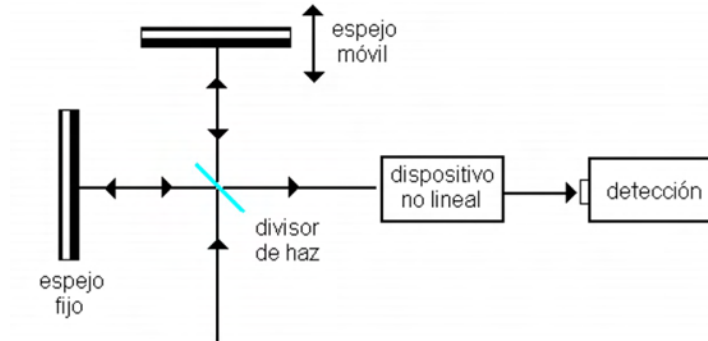 espejo
móvil
dispositivo
no lineal
detección
divisor
de haz
espejo
fijo